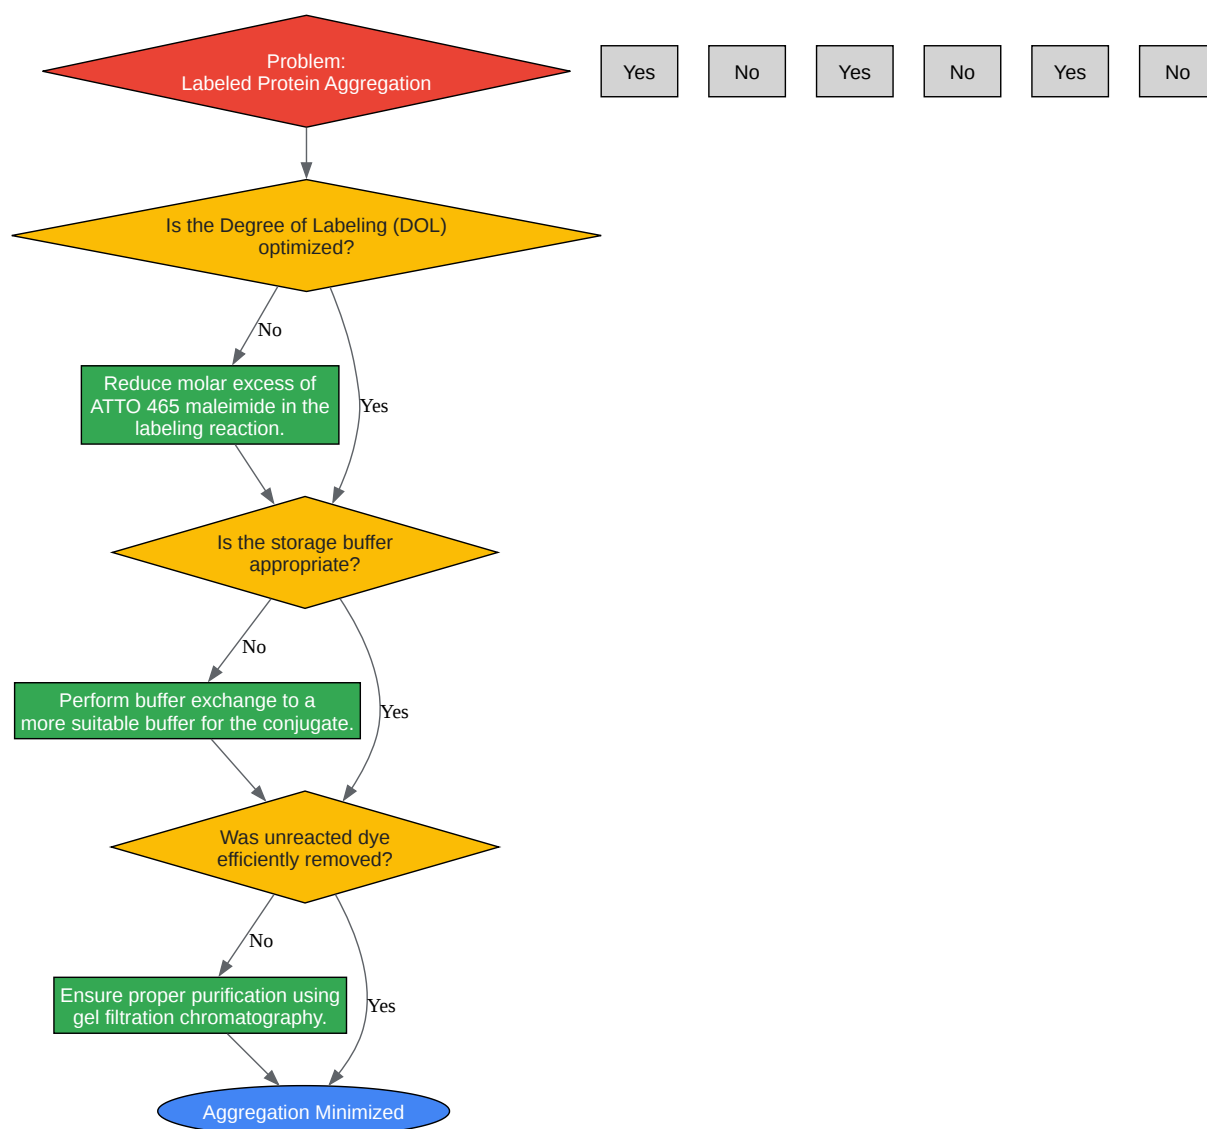 Problem:
Labeled Protein Aggregation
Yes
No
Yes
No
Yes
No
Is the Degree of Labeling (DOL)
optimized?
No
Reduce molar excess of
ATTO 465 maleimide in the
labeling reaction.
Yes
Is the storage buffer
appropriate?
No
Perform buffer exchange to a
more suitable buffer for the conjugate.
Yes
Was unreacted dye
efficiently removed?
No
Ensure proper purification using
gel filtration chromatography.
Yes
Aggregation Minimized